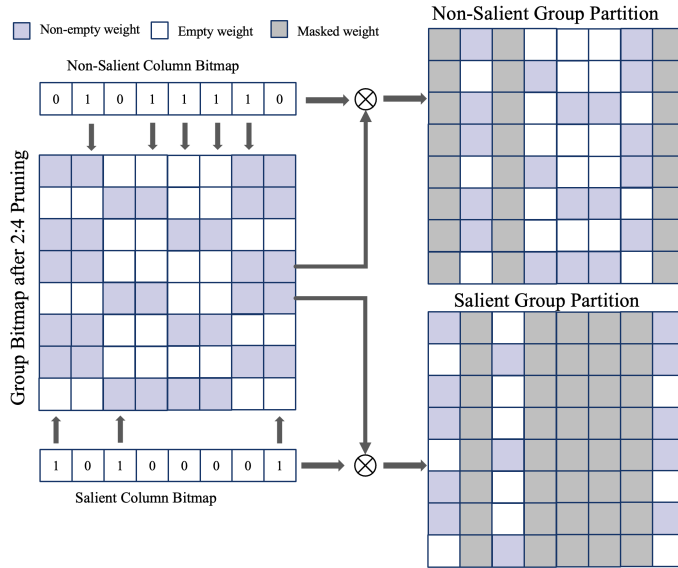 Non-Salient Group Partition
Non-empty weight Empty weight Masked weight
Non-Salient Column Bitmap
0 1 0 1 1 1 1 0
Group Bitmap after 2:4 Pruning
Salient Group Partition
1 0 1 0 0 0 0 1
Salient Column Bitmap